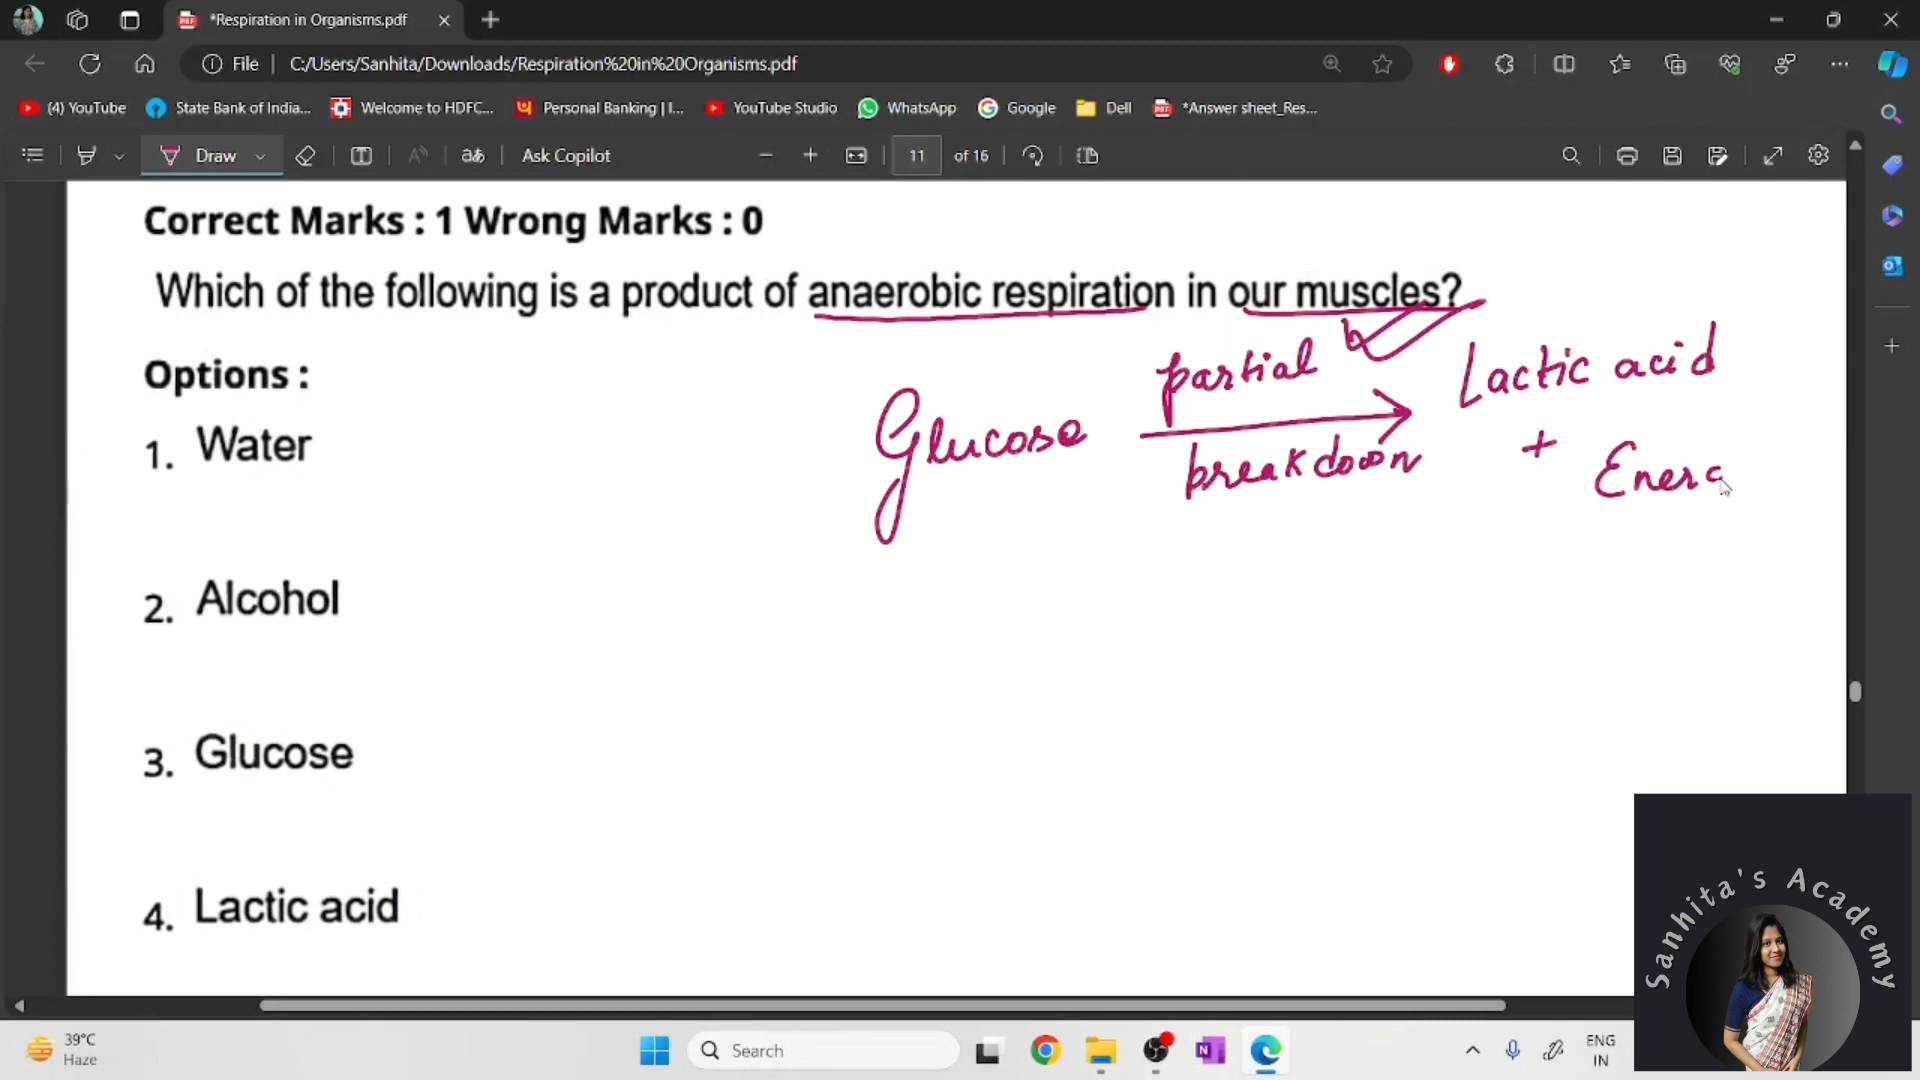 *Respiration in Organisms.pdf
File C:/Users/Sanhita/Downloads/Respiration%20in%20Organisms.pdf
(4) YouTube State Bank of India... Welcome to HDFC... Personal Banking | I... YouTube Studio WhatsApp Google Dell *Answer sheet_Res...
Draw Ask Copilot 11 of 16
Correct Marks : 1 Wrong Marks : 0
Which of the following is a product of anaerobic respiration in our muscles?
Options :
partial
Lactic acid
Glucose
breakdown
+
Energ
1. Water
2. Alcohol
3. Glucose
4. Lactic acid
Sanhita's Academy
39°C
Haze
Search
ENG
IN